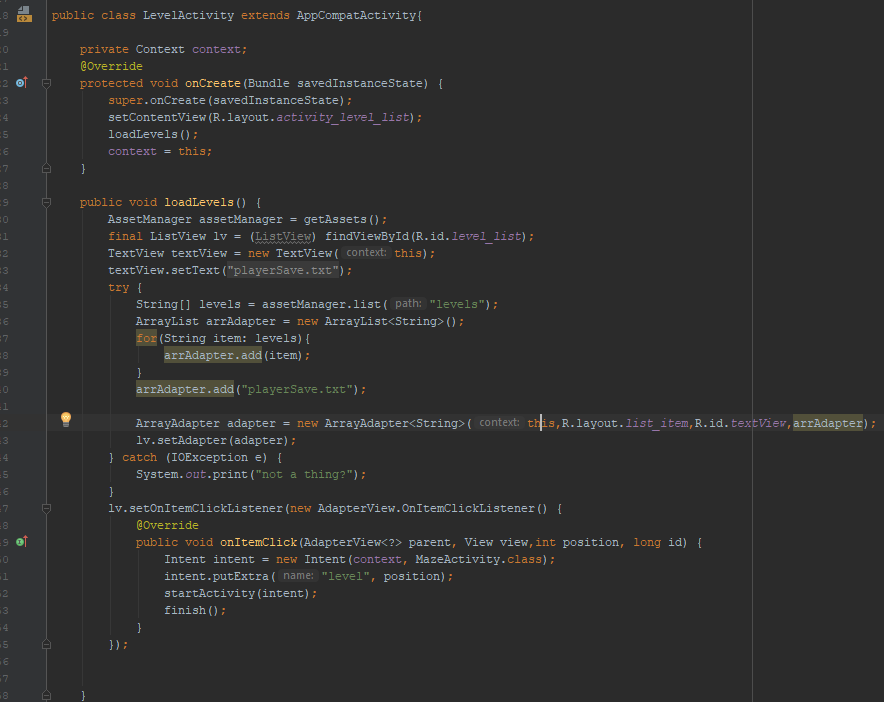 public class LevelActivity extends AppCompatActivity{
private Context context;
@Override
protected void onCreate(Bundle savedInstanceState) {
super.onCreate(savedInstanceState);
setContentView(R.layout.activity_level_list);
loadLevels();
context = this;
}
public void loadLevels() {
AssetManager assetManager = getAssets();
final ListView lv = (ListView) findViewById(R.id.level_list);
TextView textView = new TextView( context: this);
textView.setText("playerSave.txt");
try {
String[] levels = assetManager.list( path: "levels");
ArrayList arrAdapter = new ArrayList<String>();
for(String item: levels){
arrAdapter.add(item);
}
arrAdapter.add("playerSave.txt");
ArrayAdapter adapter = new ArrayAdapter<String>( context: this,R.layout.list_item,R.id.textView,arrAdapter);
lv.setAdapter(adapter);
} catch (IOException e) {
System.out.print("not a thing?");
}
lv.setOnItemClickListener(new AdapterView.OnItemClickListener() {
@Override
public void onItemClick(AdapterView<?> parent, View view,int position, long id) {
Intent intent = new Intent(context, MazeActivity.class);
intent.putExtra( name: "level", position);
startActivity(intent);
finish();
}
});
}